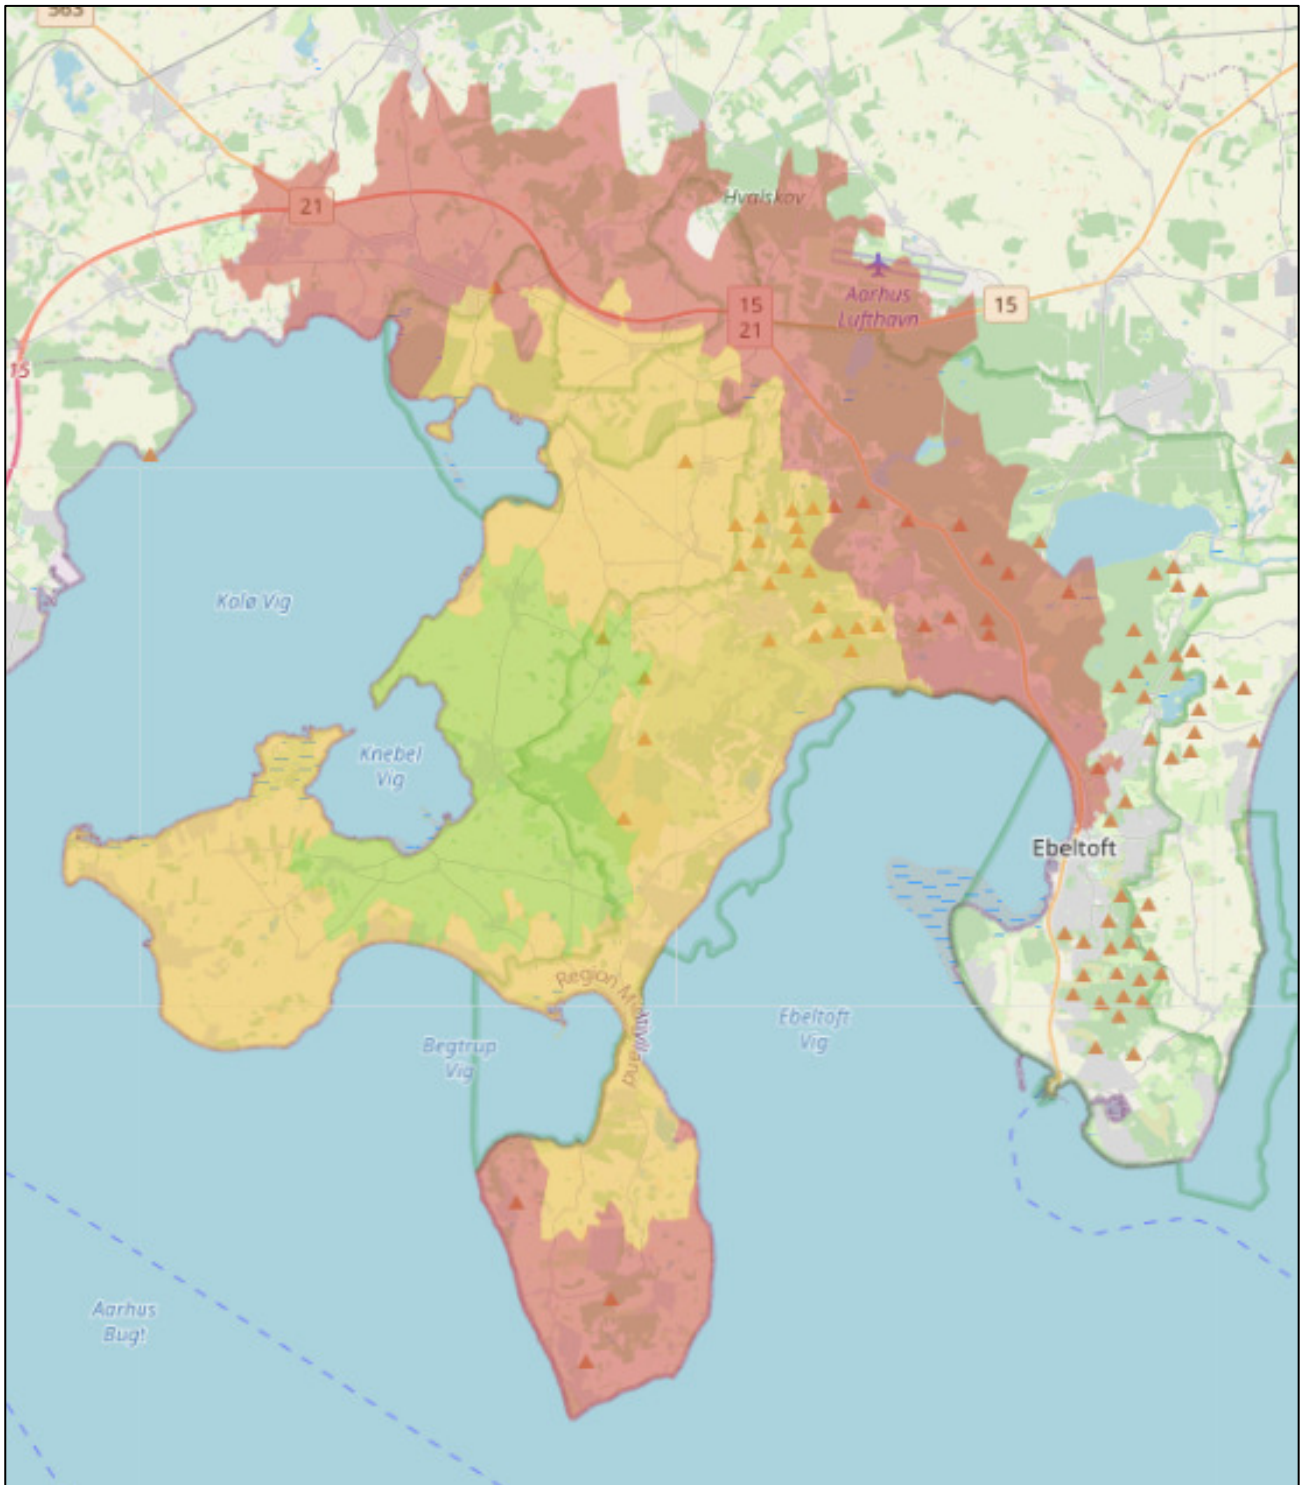 563
21
Hvalskov
Aarhus
Lufthavn
15
21
15
15
Kalø Vig
Knebel
Vig
Ebeltoft
Region Midtjylland
Ebeltoft
Vig
Begtrup
Vig
Aarhus
Bugt